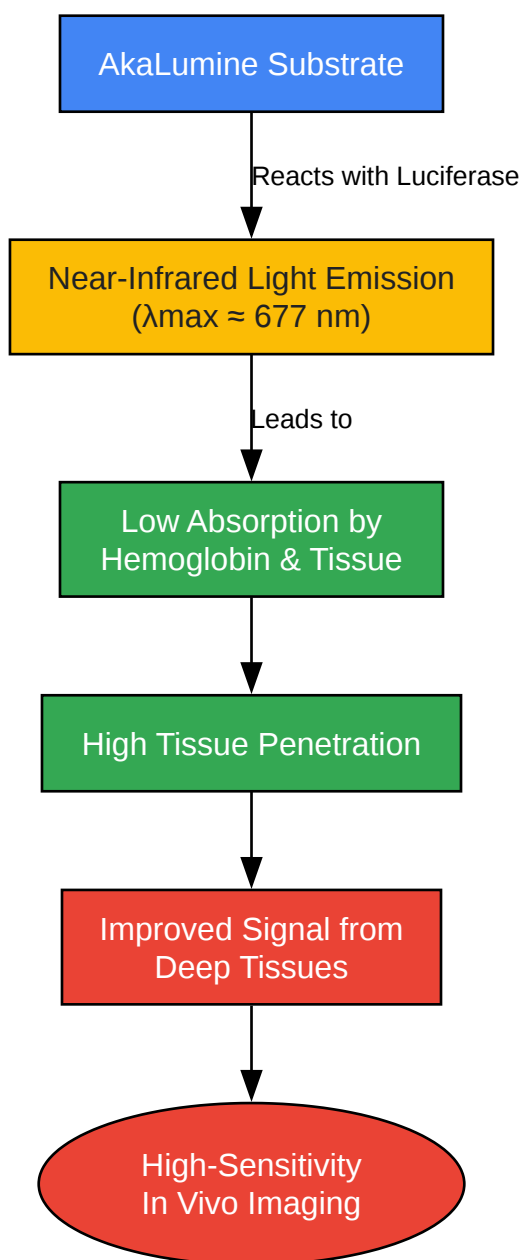 AkaLumine Substrate
Reacts with Luciferase
Near-Infrared Light Emission
(λmax ≈ 677 nm)
Leads to
Low Absorption by
Hemoglobin & Tissue
High Tissue Penetration
Improved Signal from
Deep Tissues
High-Sensitivity
In Vivo Imaging